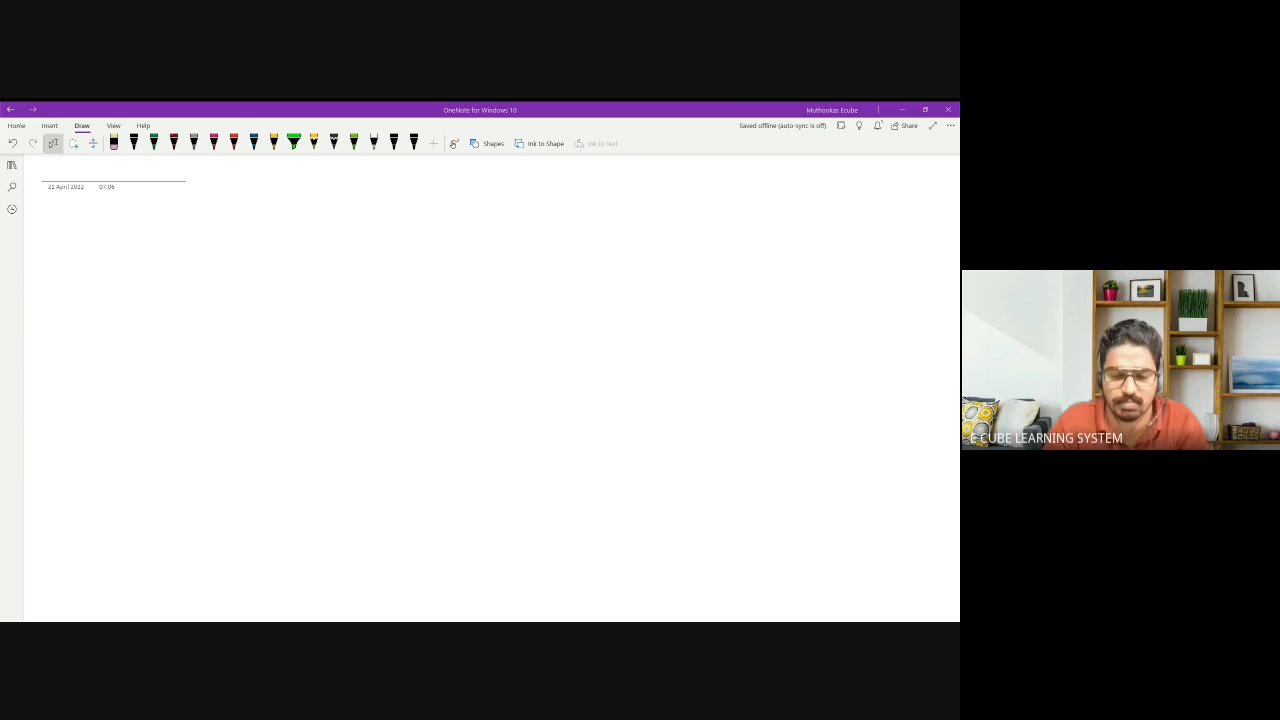 OneNote for Windows 10
Muthookas Ecube
Home Insert Draw View Help
Saved offline (auto-sync is off) Share
Shapes Ink to Shape Ink to Text
21 April 2022 07.06
E CUBE LEARNING SYSTEM